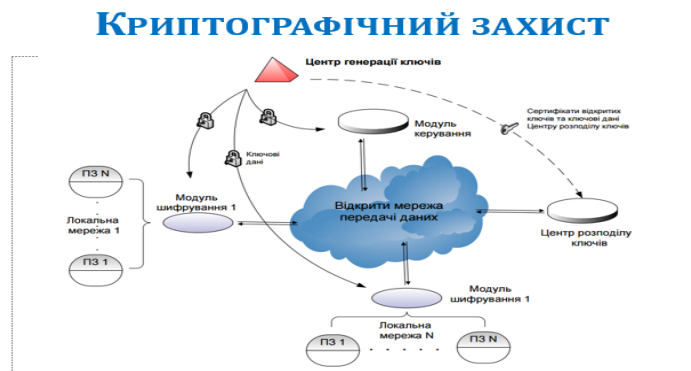 КРИПТОГРАФІЧНИЙ ЗАХИСТ
Центр генерації ключів
Сертифікати відкритих
ключів та ключові дані
Центру розподілу ключів
Модуль
керування
Ключові
дані
ПЗ N
Модуль
шифрування 1
Відкрити мережа
передачі даних
Локальна
мережа 1
Центр розподілу
ключів
ПЗ 1
Модуль
шифрування 1
Локальна
мережа N
ПЗ 1
ПЗ N